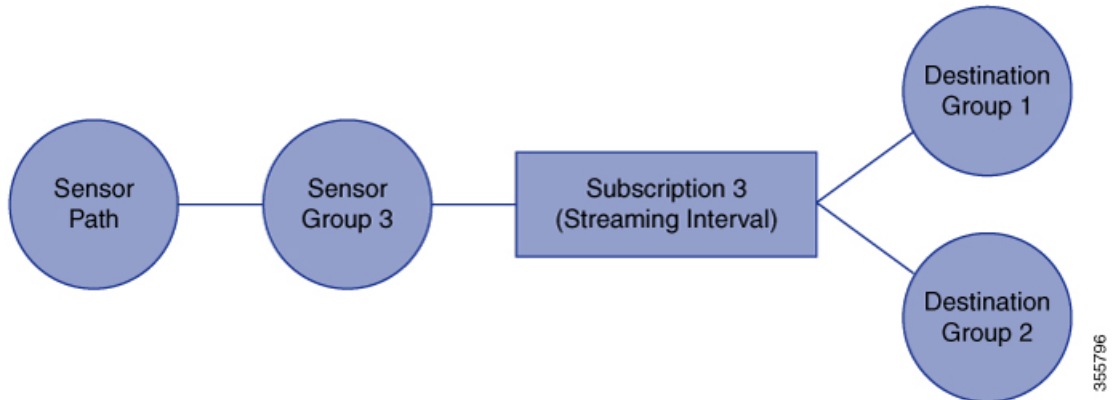 Sensor
Path
Sensor
Group 3
Subscription 3
(Streaming Interval)
Destination
Group 1
Destination
Group 2
355796